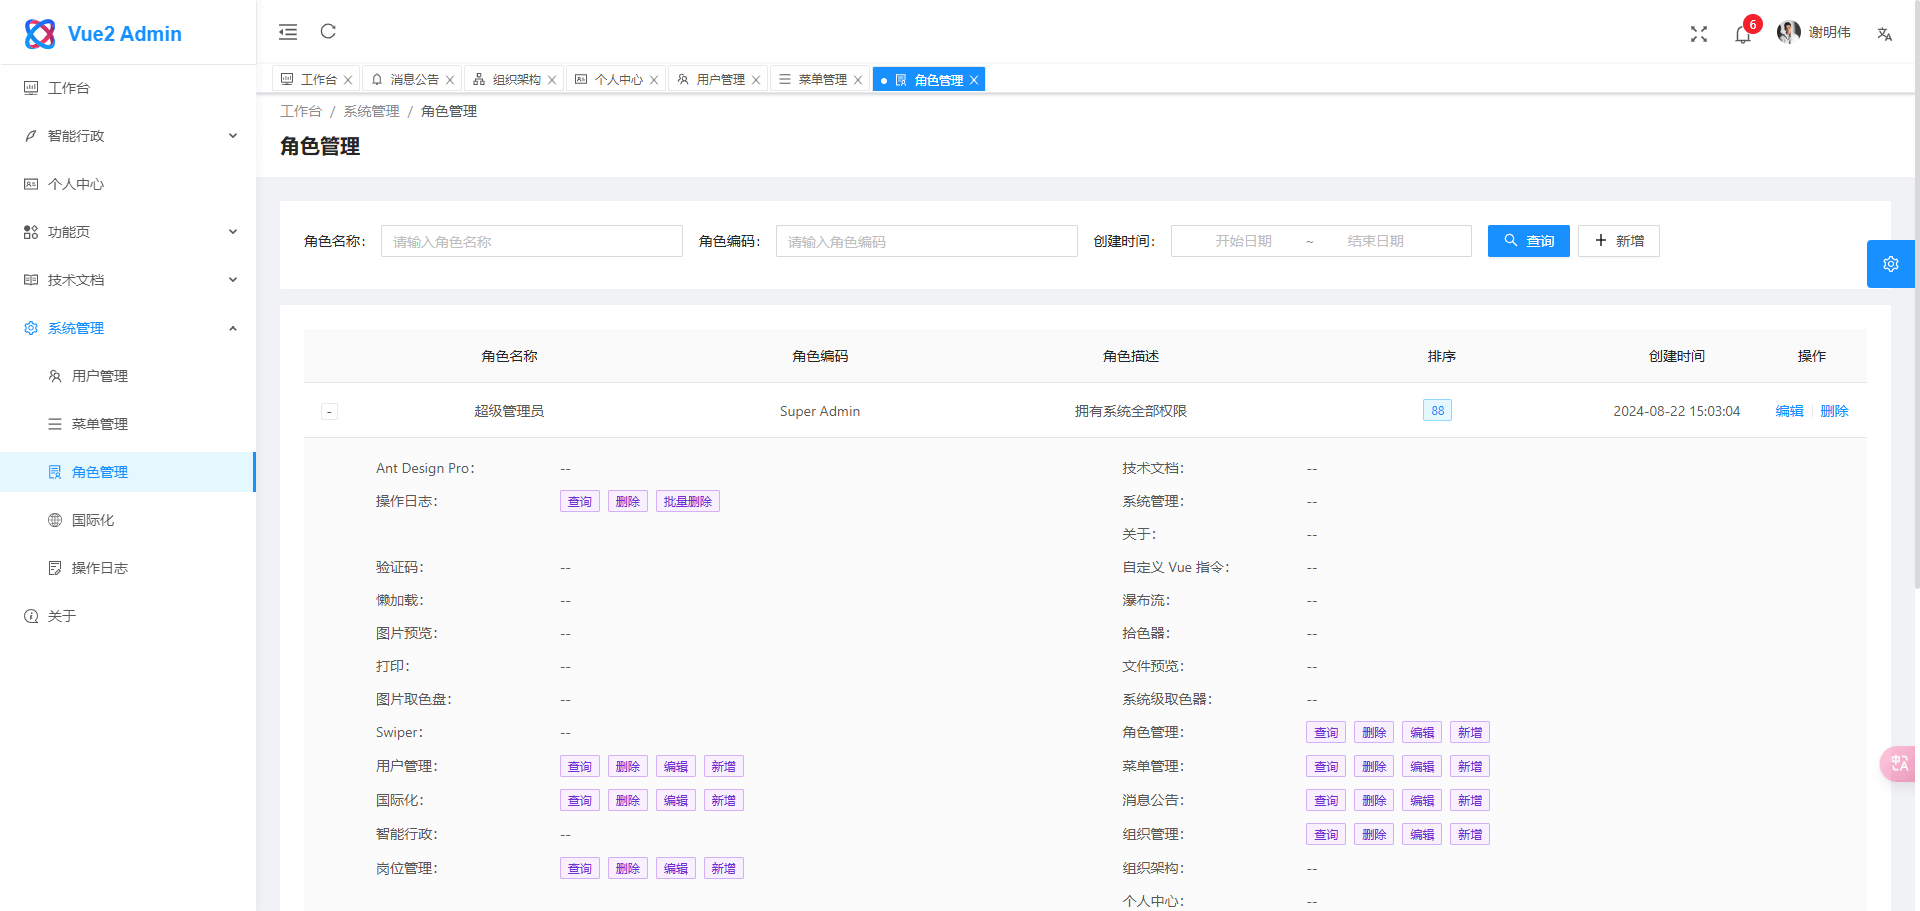 Vue2 Admin
6
谢明伟
工作台
消息公告
组织架构
个人中心
用户管理
菜单管理
角色管理
工作台
智能行政
个人中心
功能页
技术文档
系统管理
用户管理
菜单管理
角色管理
国际化
操作日志
关于
工作台 / 系统管理 / 角色管理
角色管理
角色名称: 请输入角色名称 角色编码: 请输入角色编码 创建时间: 开始日期 ~ 结束日期 查询 新增
角色名称 角色编码 角色描述 排序 创建时间 操作
- 超级管理员 Super Admin 拥有系统全部权限 88 2024-08-22 15:03:04 编辑 删除
Ant Design Pro: -- 技术文档: --
操作日志: 查询 删除 批量删除 系统管理: --
关于: --
验证码: -- 自定义 Vue 指令: --
懒加载: -- 瀑布流: --
图片预览: -- 拾色器: --
打印: -- 文件预览: --
图片取色盘: -- 系统级取色器: --
Swiper: -- 角色管理: 查询 删除 编辑 新增
用户管理: 查询 删除 编辑 新增 菜单管理: 查询 删除 编辑 新增
国际化: 查询 删除 编辑 新增 消息公告: 查询 删除 编辑 新增
智能行政: -- 组织管理: 查询 删除 编辑 新增
岗位管理: 查询 删除 编辑 新增 组织架构: --
个人中心: --